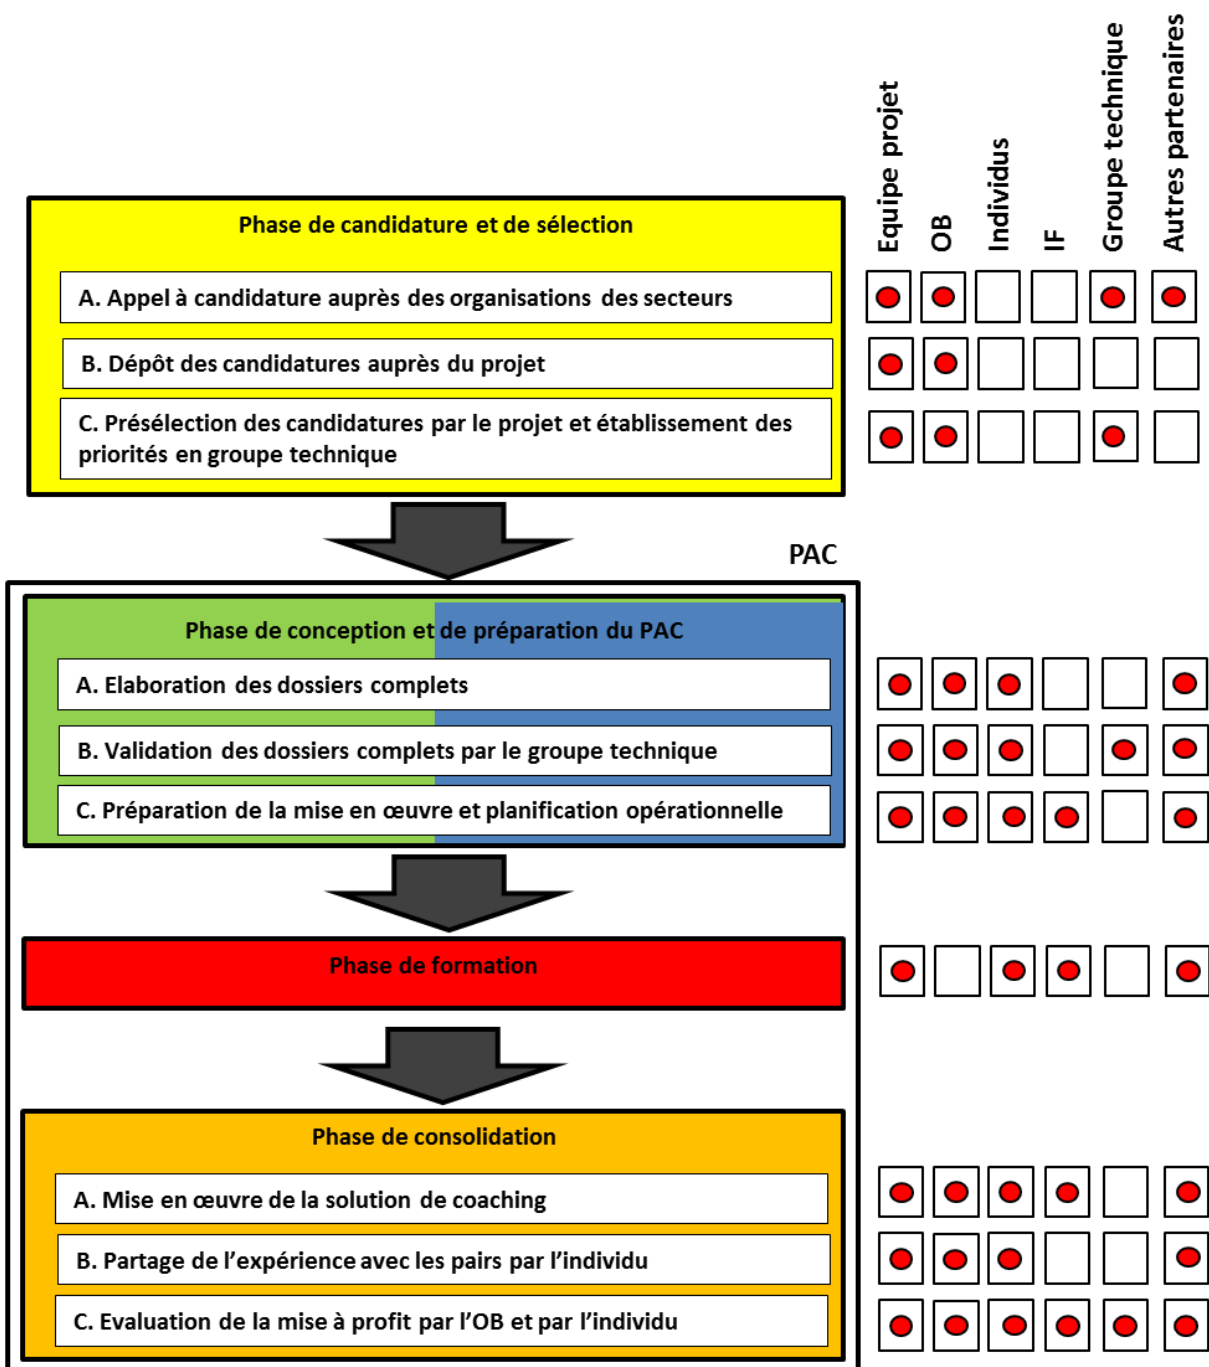 Equipe projet
OB
Individus
IF
Groupe technique
Autres partenaires
Phase de candidature et de sélection
A. Appel à candidature auprès des organisations des secteurs
B. Dépôt des candidatures auprès du projet
C. Présélection des candidatures par le projet et établissement des
priorités en groupe technique
PAC
Phase de conception et de préparation du PAC
A. Elaboration des dossiers complets
B. Validation des dossiers complets par le groupe technique
C. Préparation de la mise en œuvre et planification opérationnelle
Phase de formation
Phase de consolidation
A. Mise en œuvre de la solution de coaching
B. Partage de l’expérience avec les pairs par l’individu
C. Evaluation de la mise à profit par l’OB et par l’individu